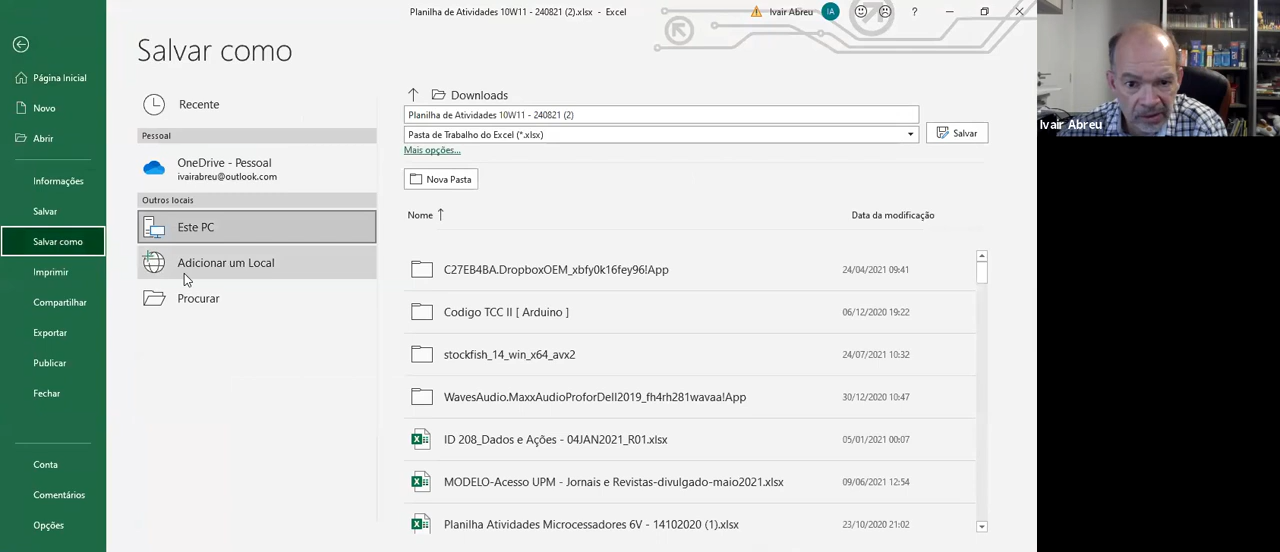 Planilha de Atividades 10W11 - 240821 (2).xlsx - Excel
Ivair Abreu
IA
?
Salvar como
Página Inicial
Novo
Abrir
Informações
Salvar
Salvar como
Imprimir
Compartilhar
Exportar
Publicar
Fechar
Conta
Comentários
Opções
Recente
Pessoal
OneDrive - Pessoal
ivairabreu@outlook.com
Outros locais
Este PC
Adicionar um Local
Procurar
Downloads
Planilha de Atividades 10W11 - 240821 (2)
Pasta de Trabalho do Excel (*.xlsx)
Salvar
Mais opções...
Nova Pasta
Nome Data da modificação
C27EB4BA.DropboxOEM_xbfy0k16fey96!App 24/04/2021 09:41
Codigo TCC II [ Arduino ] 06/12/2020 19:22
stockfish_14_win_x64_avx2 24/07/2021 10:32
WavesAudio.MaxxAudioProforDell2019_fh4rh281wavaa!App 30/12/2020 10:47
ID 208_Dados e Ações - 04JAN2021_R01.xlsx 05/01/2021 00:07
MODELO-Acesso UPM - Jornais e Revistas-divulgado-maio2021.xlsx 09/06/2021 12:54
Planilha Atividades Microcessadores 6V - 14102020 (1).xlsx 23/10/2020 21:02
Ivair Abreu